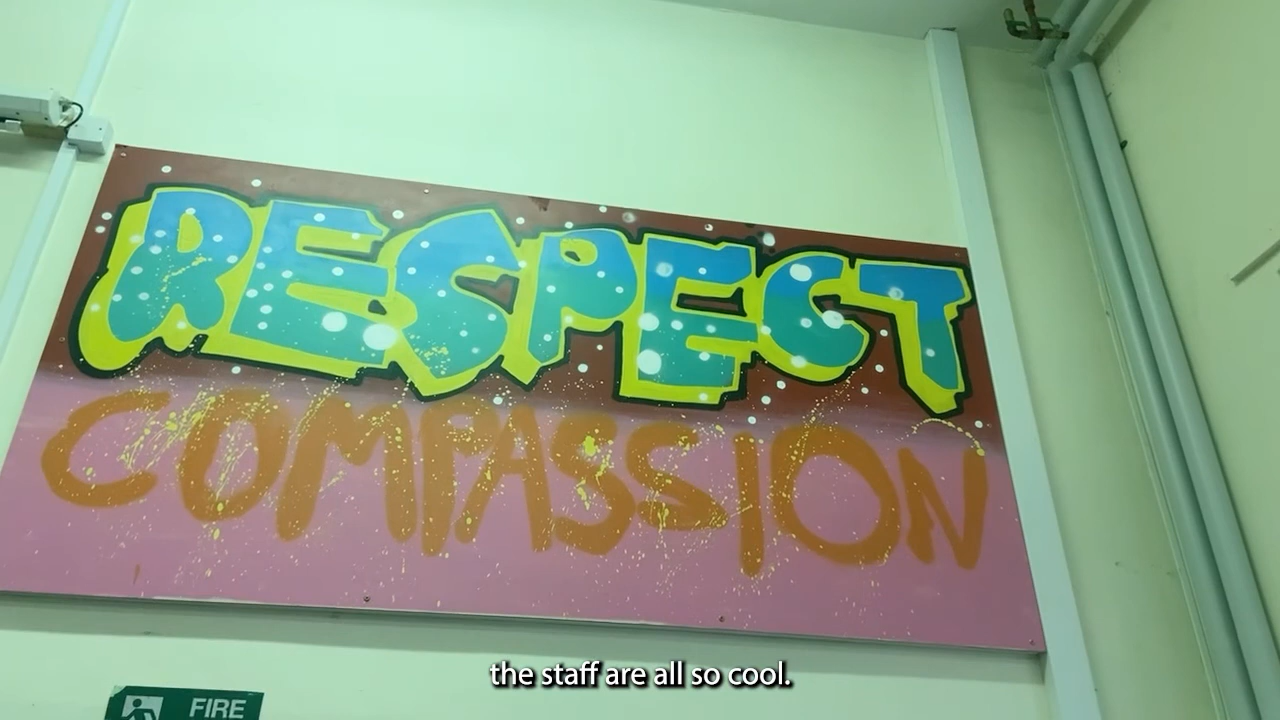 RESPECT
COMPASSION
the staff are all so cool.
FIRE